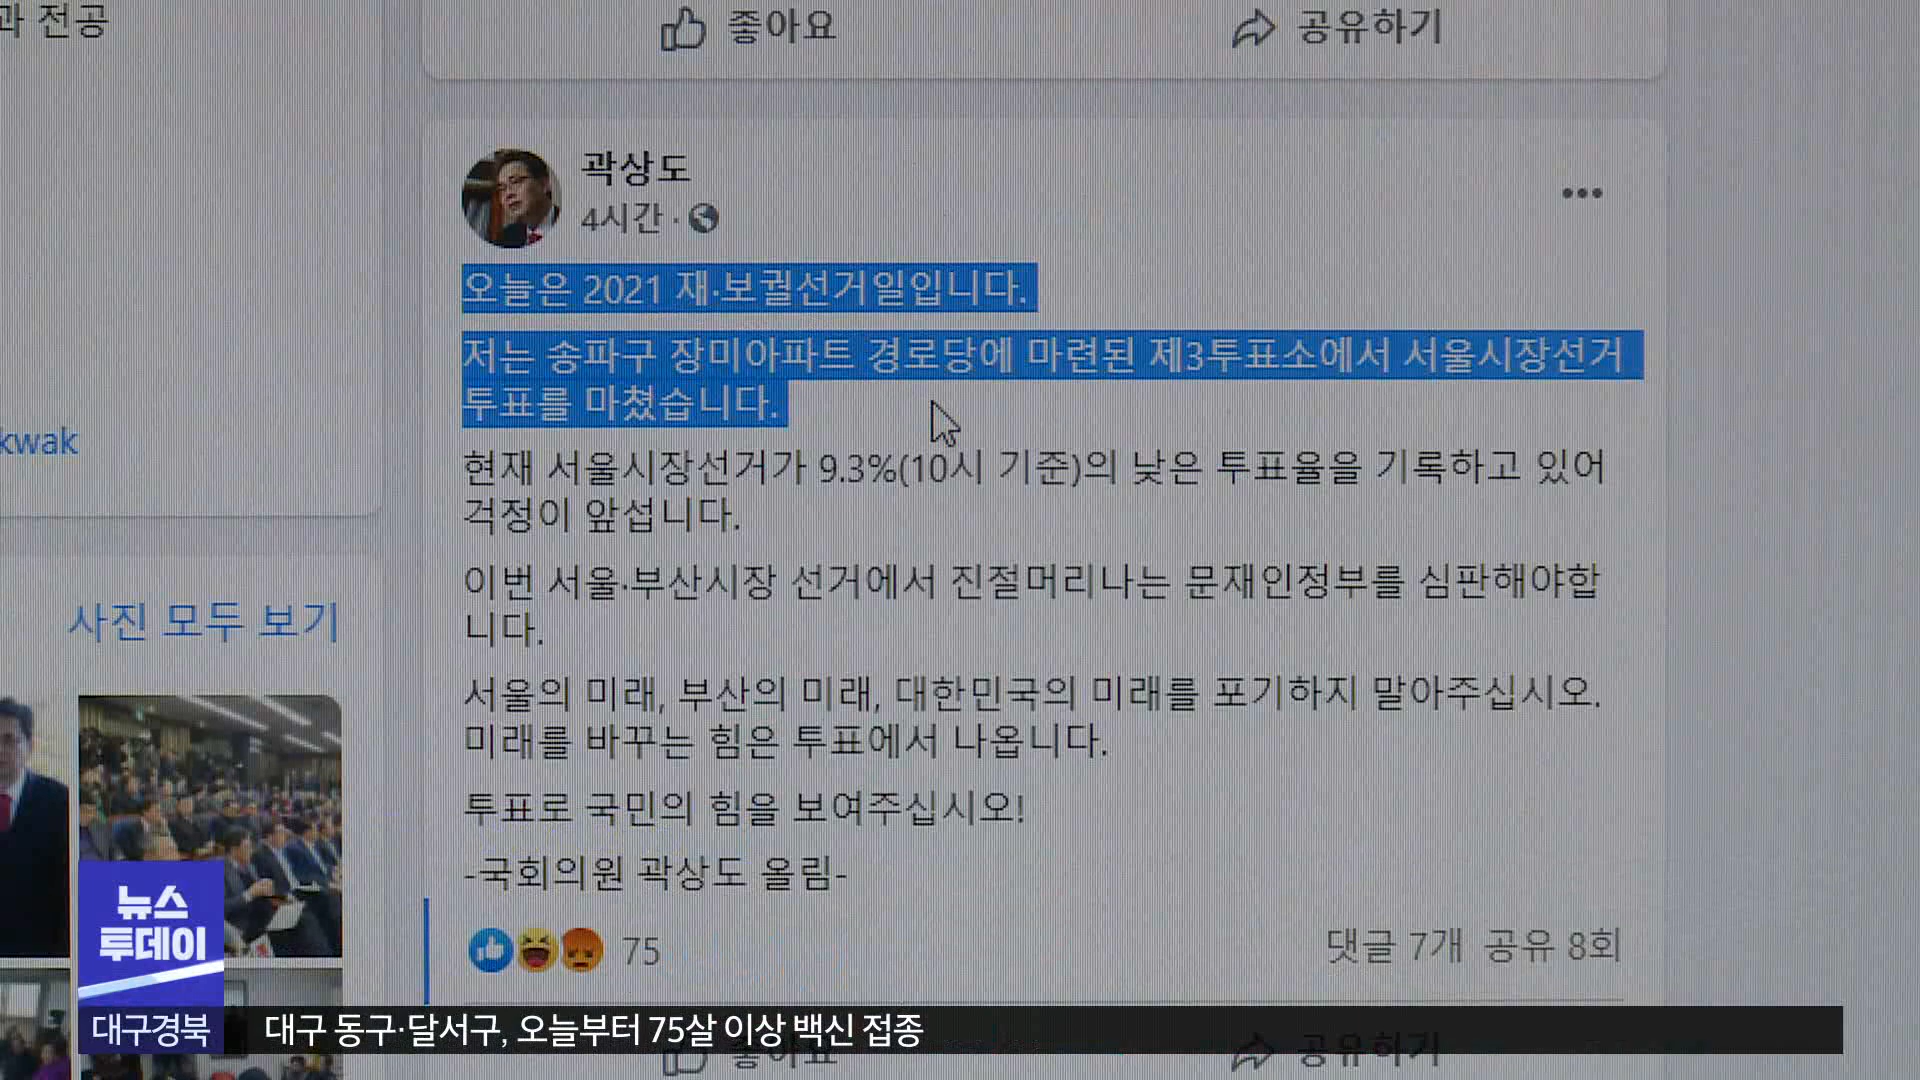 과 전공
좋아요
공유하기
곽상도
4시간 ·
오늘은 2021 재·보궐선거일입니다.
저는 송파구 장미아파트 경로당에 마련된 제3투표소에서 서울시장선거
투표를 마쳤습니다.
현재 서울시장선거가 9.3%(10시 기준)의 낮은 투표율을 기록하고 있어
걱정이 앞섭니다.
이번 서울·부산시장 선거에서 진절머리나는 문재인정부를 심판해야합
니다.
서울의 미래, 부산의 미래, 대한민국의 미래를 포기하지 말아주십시오.
미래를 바꾸는 힘은 투표에서 나옵니다.
투표로 국민의 힘을 보여주십시오!
-국회의원 곽상도 올림-
75
댓글 7개 공유 8회
좋아요
공유하기
kwak
사진 모두 보기
뉴스
투데이
대구경북
대구 동구·달서구, 오늘부터 75살 이상 백신 접종